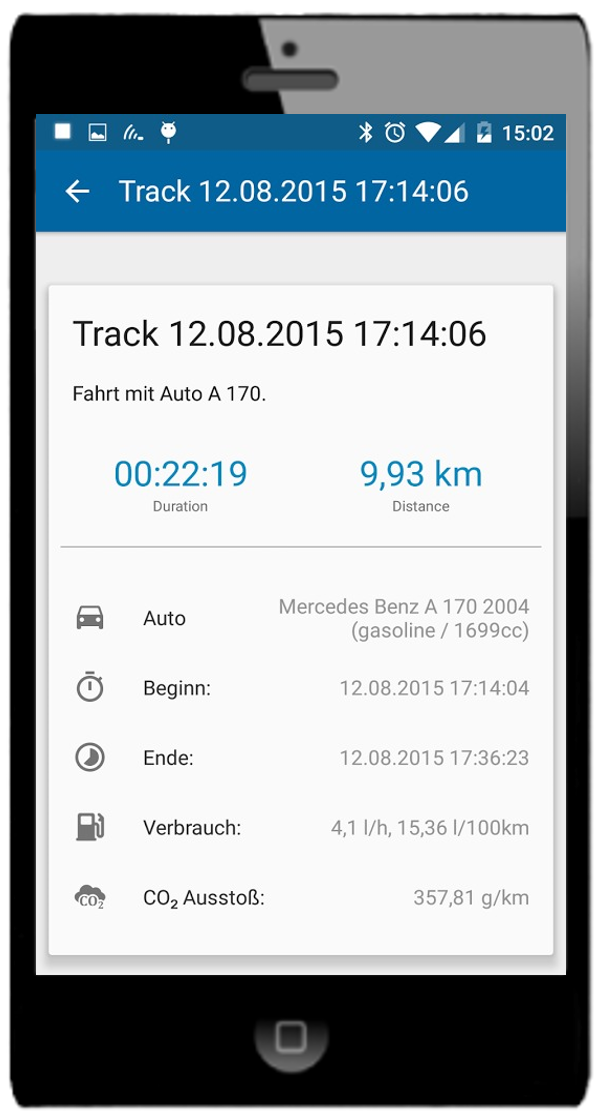 15:02
Track 12.08.2015 17:14:06
Track 12.08.2015 17:14:06
Fahrt mit Auto A 170.
00:22:19 9,93 km
Duration Distance
Auto Mercedes Benz A 170 2004
(gasoline / 1699cc)
Beginn: 12.08.2015 17:14:04
Ende: 12.08.2015 17:36:23
Verbrauch: 4,1 l/h, 15,36 l/100km
CO₂ CO₂ Ausstoß: 357,81 g/km